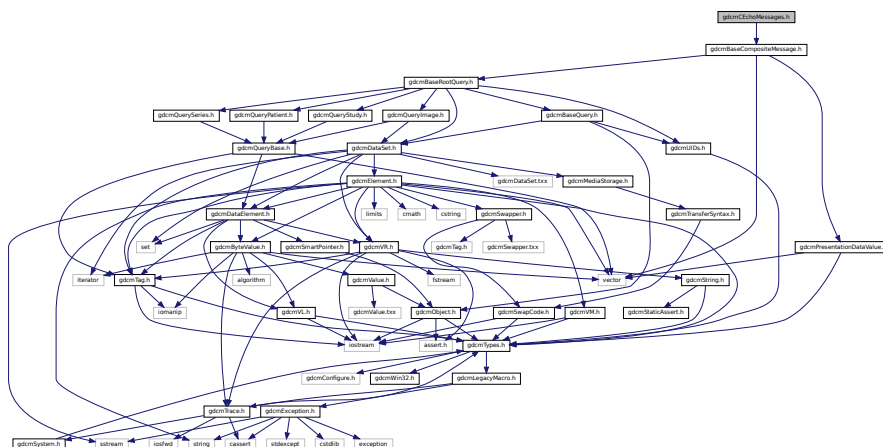 gdcmCEchoMessages.h
gdcmBaseCompositeMessage.h
gdcmBaseRootQuery.h
gdcmQuerySeries.h gdcmQueryPatient.h gdcmQueryStudy.h gdcmQueryImage.h gdcmBaseQuery.h
gdcmQueryBase.h gdcmDataSet.h gdcmUIDs.h
gdcmElement.h gdcmDataSet.txx gdcmMediaStorage.h
set gdcmDataElement.h limits cmath cstring gdcmSwapper.h gdcmTransferSyntax.h
gdcmByteValue.h gdcmSmartPointer.h gdcmVR.h gdcmTag.h gdcmSwapper.txx gdcmPresentationDataValue.
iterator gdcmTag.h algorithm gdcmValue.h fstream vector gdcmString.h
iomanip gdcmVL.h gdcmValue.txx gdcmObject.h gdcmSwapCode.h gdcmVM.h gdcmStaticAssert.h
iostream assert.h gdcmTypes.h
gdcmConfigure.h gdcmWin32.h gdcmLegacyMacro.h
gdcmTrace.h gdcmException.h
gdcmSystem.h sstream iosfwd string cassert stdexcept cstdlib exception